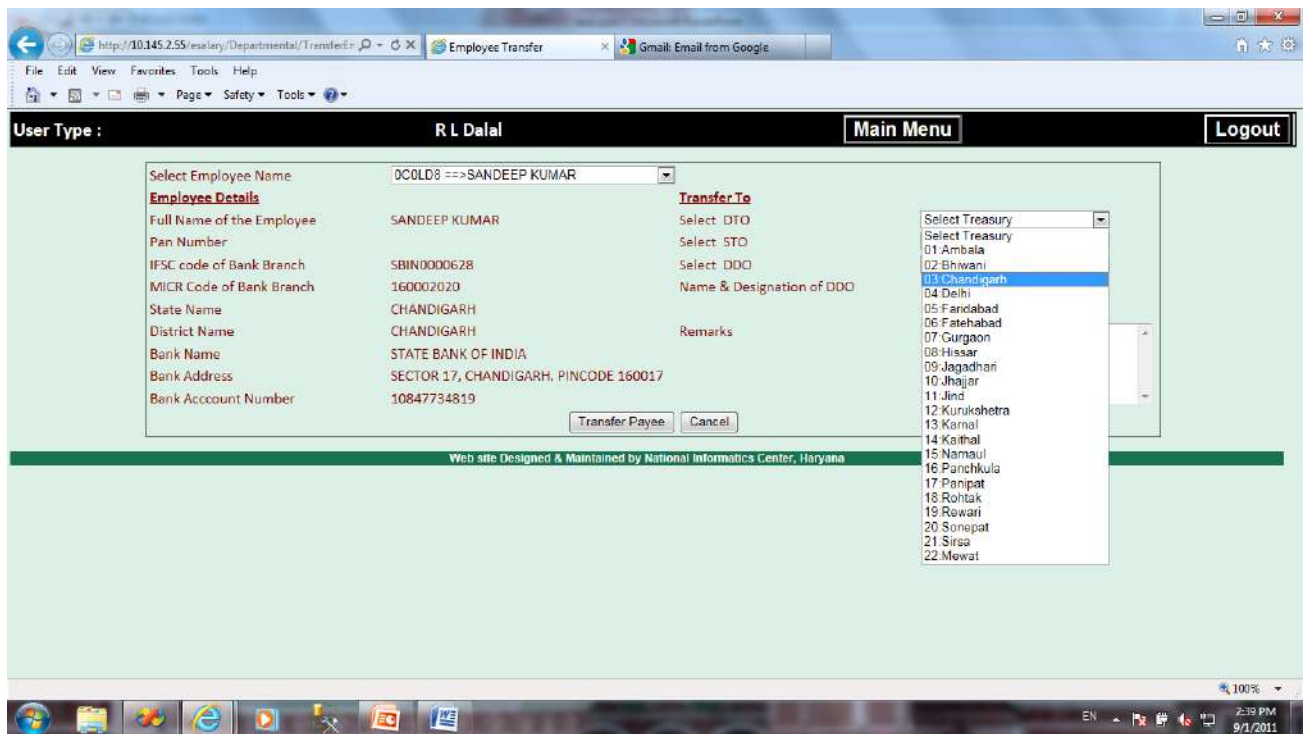 http://10.145.2.55/esalary/Departmental/TransferEr
Employee Transfer
Gmail: Email from Google
File Edit View Favorites Tools Help
Page Safety Tools
User Type :
R L Dalal
Main Menu
Logout
Select Employee Name
0C0LD8 ==>SANDEEP KUMAR
Employee Details
Transfer To
Full Name of the Employee
SANDEEP KUMAR
Select DTO
Select Treasury
Pan Number
Select STO
IFSC code of Bank Branch
SBIN0000628
Select DDO
MICR Code of Bank Branch
160002020
Name & Designation of DDO
State Name
CHANDIGARH
District Name
CHANDIGARH
Remarks
Bank Name
STATE BANK OF INDIA
Bank Address
SECTOR 17, CHANDIGARH. PINCODE 160017
Bank Acccount Number
10847734819
Select Treasury
01:Ambala
02:Bhiwani
03:Chandigarh
04:Delhi
05:Faridabad
06:Fatehabad
07:Gurgaon
08:Hissar
09:Jagadhari
10:Jhajjar
11:Jind
12:Kurukshetra
13:Karnal
14:Kaithal
15:Narnaul
16:Panchkula
17:Panipat
18:Rohtak
19:Rewari
20:Sonepat
21:Sirsa
22:Mewat
Transfer Payee
Cancel
Web site Designed & Maintained by National Informatics Center, Haryana
100%
EN
2:39 PM
9/1/2011